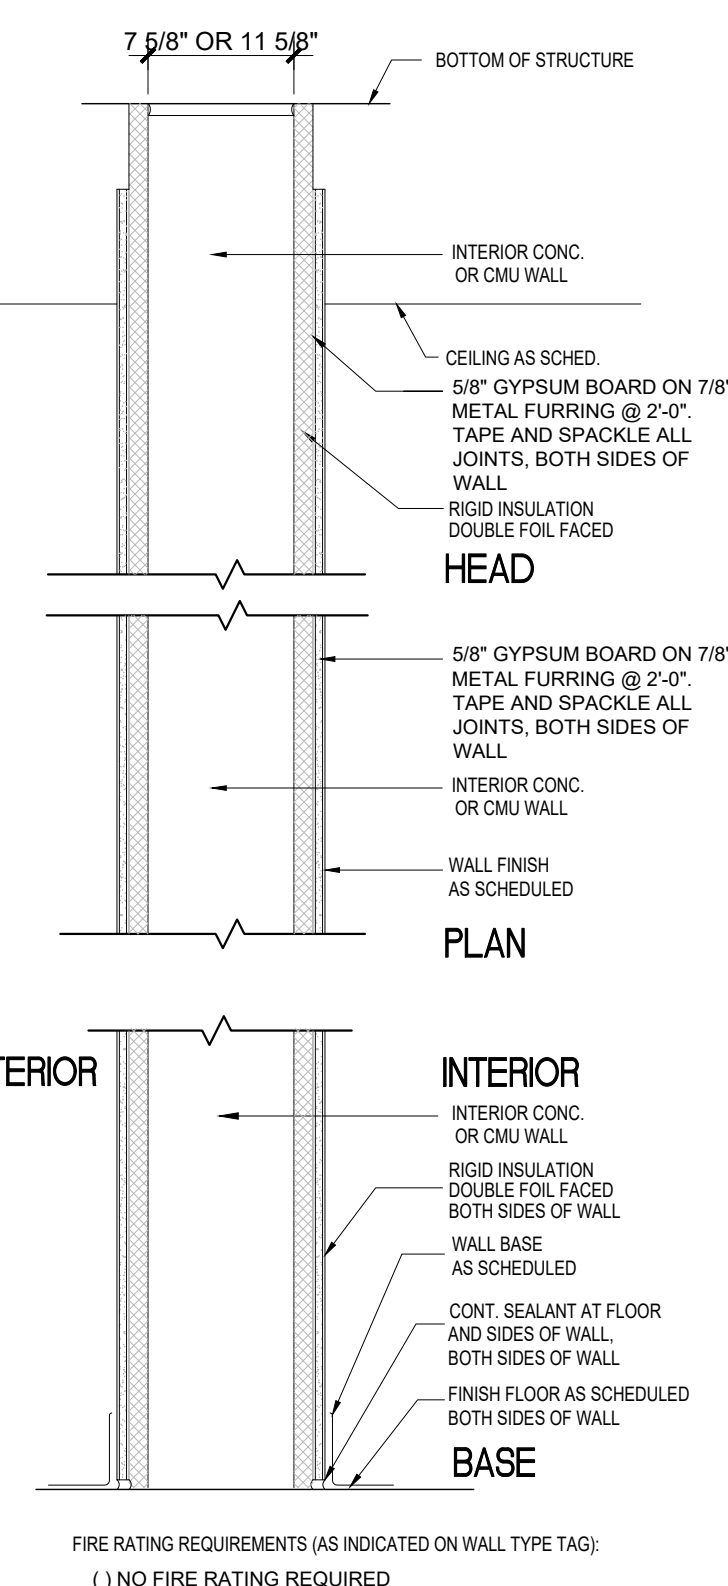 7 5/8" OR 11 5/8"
BOTTOM OF STRUCTURE
INTERIOR CONC.
OR CMU WALL
CEILING AS SCHED.
5/8" GYPSUM BOARD ON 7/8"
METAL FURRING @ 2'-0".
TAPE AND SPACKLE ALL
JOINTS, BOTH SIDES OF
WALL
RIGID INSULATION
DOUBLE FOIL FACED
HEAD
5/8" GYPSUM BOARD ON 7/8"
METAL FURRING @ 2'-0".
TAPE AND SPACKLE ALL
JOINTS, BOTH SIDES OF
WALL
INTERIOR CONC.
OR CMU WALL
WALL FINISH
AS SCHEDULED
PLAN
TERIOR
INTERIOR
INTERIOR CONC.
OR CMU WALL
RIGID INSULATION
DOUBLE FOIL FACED
BOTH SIDES OF WALL
WALL BASE
AS SCHEDULED
CONT. SEALANT AT FLOOR
AND SIDES OF WALL,
BOTH SIDES OF WALL
FINISH FLOOR AS SCHEDULED
BOTH SIDES OF WALL
BASE
FIRE RATING REQUIREMENTS (AS INDICATED ON WALL TYPE TAG):
( ) NO FIRE RATING REQUIRED